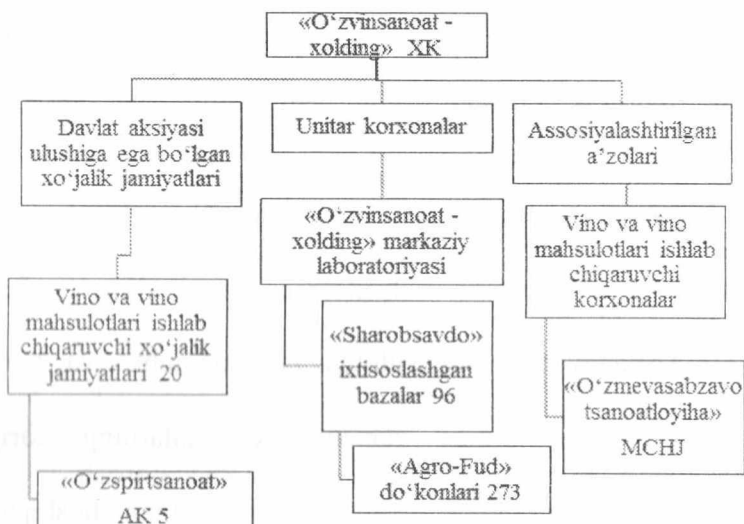 «O‘zvinsanoat -
xolding» XK
Davlat aksiyasi
ulushiga ega bo‘lgan
xo‘jalik jamiyatlari
Unitar korxonalar
Assosiyalashtirilgan
a’zolari
Vino va vino
mahsulotlari ishlab
chiqaruvchi xo‘jalik
jamiyatlari 20
«O‘zspirtsanoat»
AK 5
«O‘zvinsanoat -
xolding» markaziy
laboratoriyasi
«Sharobsavdo»
ixtisoslashgan
bazalar 96
«Agro-Fud»
do‘konlari 273
Vino va vino
mahsulotlari ishlab
chiqaruvchi
korxonalar
«O‘zmevasabzavo
tsanoatloyiha»
MCHJ